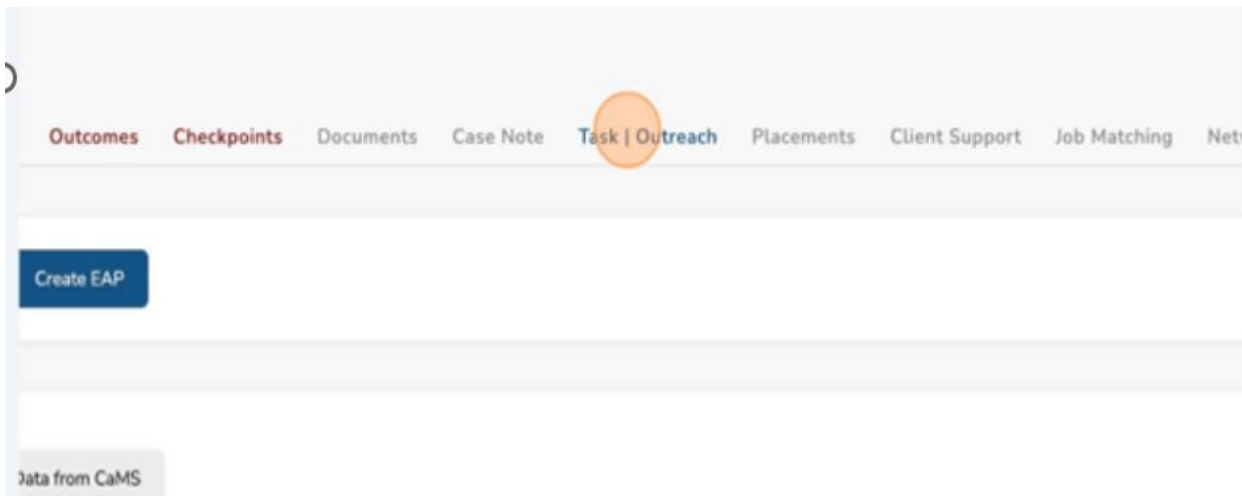 Outcomes Checkpoints Documents Case Note Task | Outreach Placements Client Support Job Matching
Create EAP
Data from CaMS